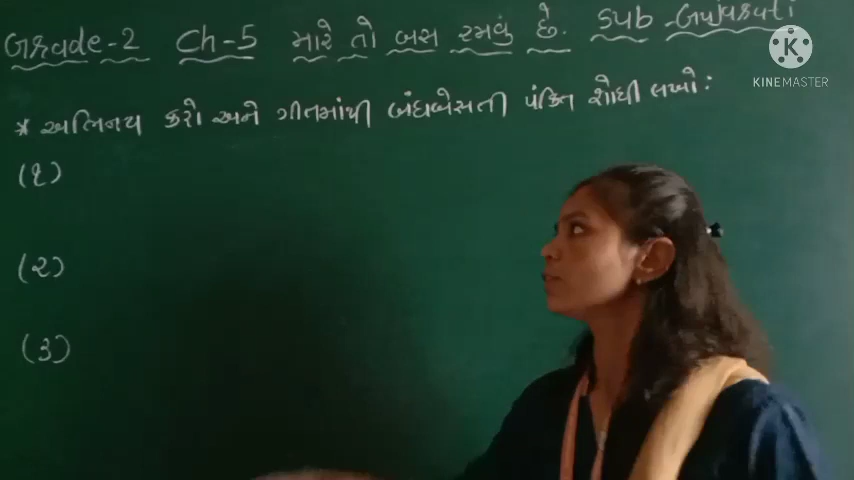 Grade-2 Ch-5 મારે તો બસ રમવું છે. Sub-Gujarati
KINEMASTER
* અભિનય કરો અને ગીતમાંથી બંધબેસતી પંક્તિ શોધી લખો:
(૧)
(૨)
(૩)